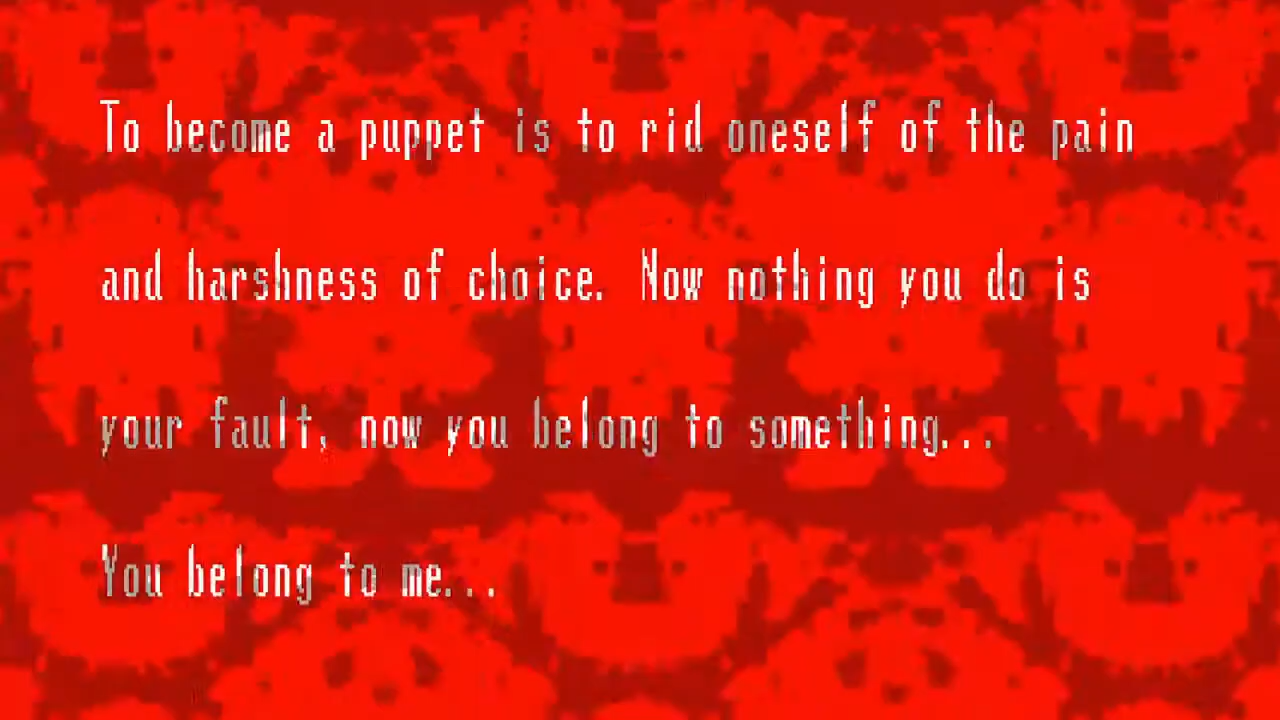 To become a puppet is to rid oneself of the pain
and harshness of choice. Now nothing you do is
your fault, now you belong to something...
You belong to me...